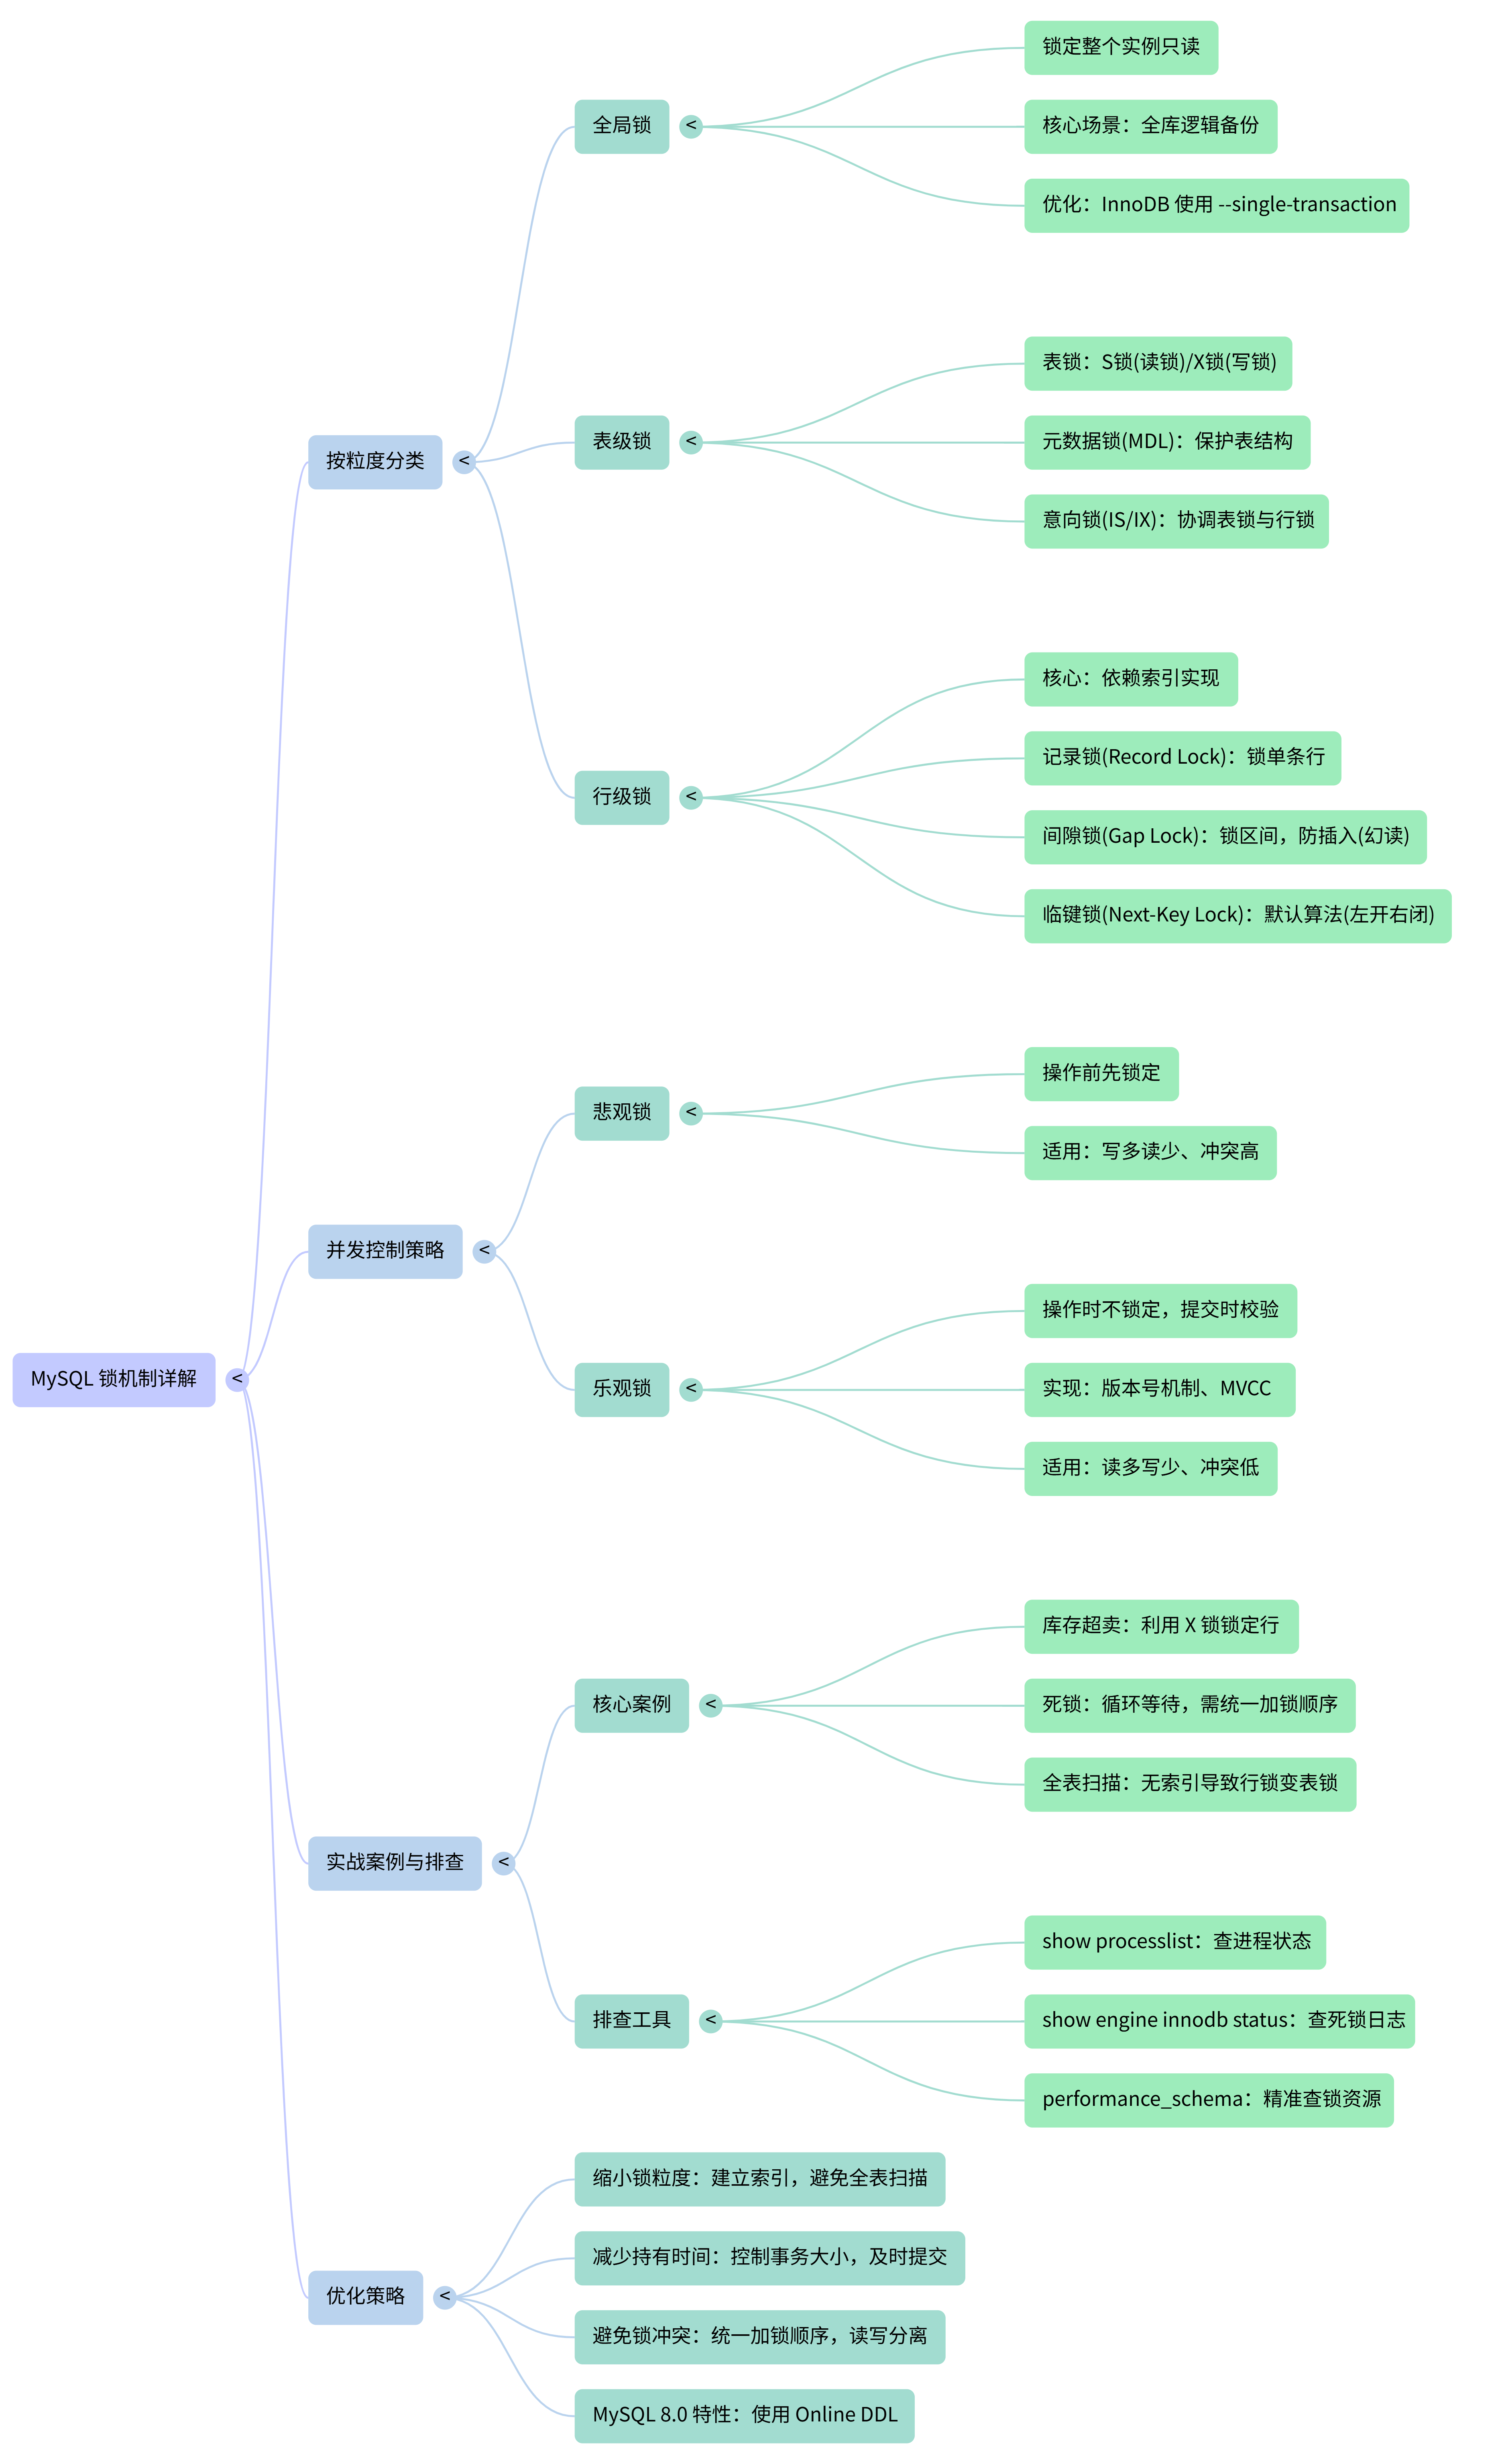 MySQL 锁机制详解
按粒度分类
全局锁
锁定整个实例只读
核心场景：全库逻辑备份
优化：InnoDB 使用 --single-transaction
表级锁
表锁：S锁(读锁)/X锁(写锁)
元数据锁(MDL)：保护表结构
意向锁(IS/IX)：协调表锁与行锁
行级锁
核心：依赖索引实现
记录锁(Record Lock)：锁单条行
间隙锁(Gap Lock)：锁区间，防插入(幻读)
临键锁(Next-Key Lock)：默认算法(左开右闭)
并发控制策略
悲观锁
操作前先锁定
适用：写多读少、冲突高
乐观锁
操作时不锁定，提交时校验
实现：版本号机制、MVCC
适用：读多写少、冲突低
实战案例与排查
核心案例
库存超卖：利用 X 锁锁定行
死锁：循环等待，需统一加锁顺序
全表扫描：无索引导致行锁变表锁
排查工具
show processlist：查进程状态
show engine innodb status：查死锁日志
performance_schema：精准查锁资源
优化策略
缩小锁粒度：建立索引，避免全表扫描
减少持有时间：控制事务大小，及时提交
避免锁冲突：统一加锁顺序，读写分离
MySQL 8.0 特性：使用 Online DDL